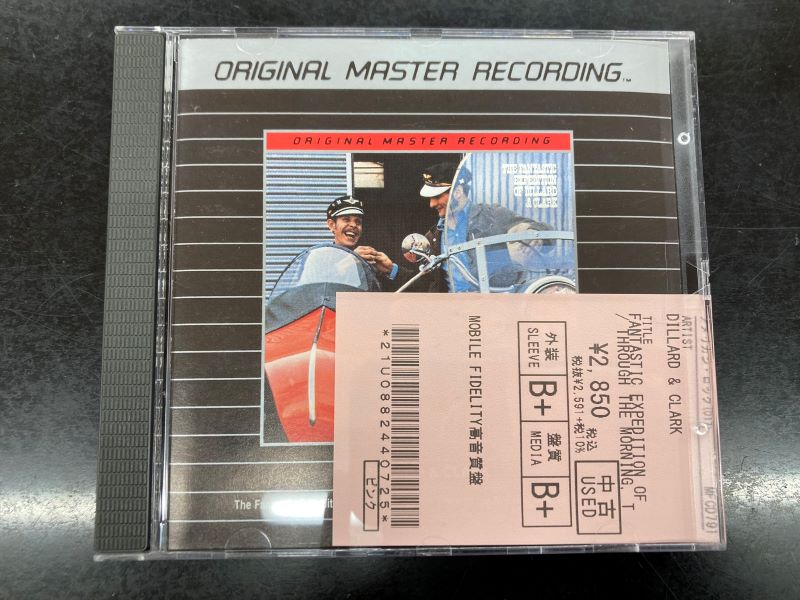 ORIGINAL MASTER RECORDING™
ORIGINAL MASTER RECORDING
THE FANTASTIC
EXPEDITION
OF DILLARD
& CLARK
ARTIST
DILLARD & CLARK
TITLE
FANTASTIC EXPEDITION OF
/THROUGH THE MORNING, T
¥2,850 税込
税抜¥2,591+税10%
中古
USED
外装
SLEEVE
B+
盤質
MEDIA
B+
MOBILE FIDELITY高音質盤
*21U088244072S*
ピンク
MFCD791
The